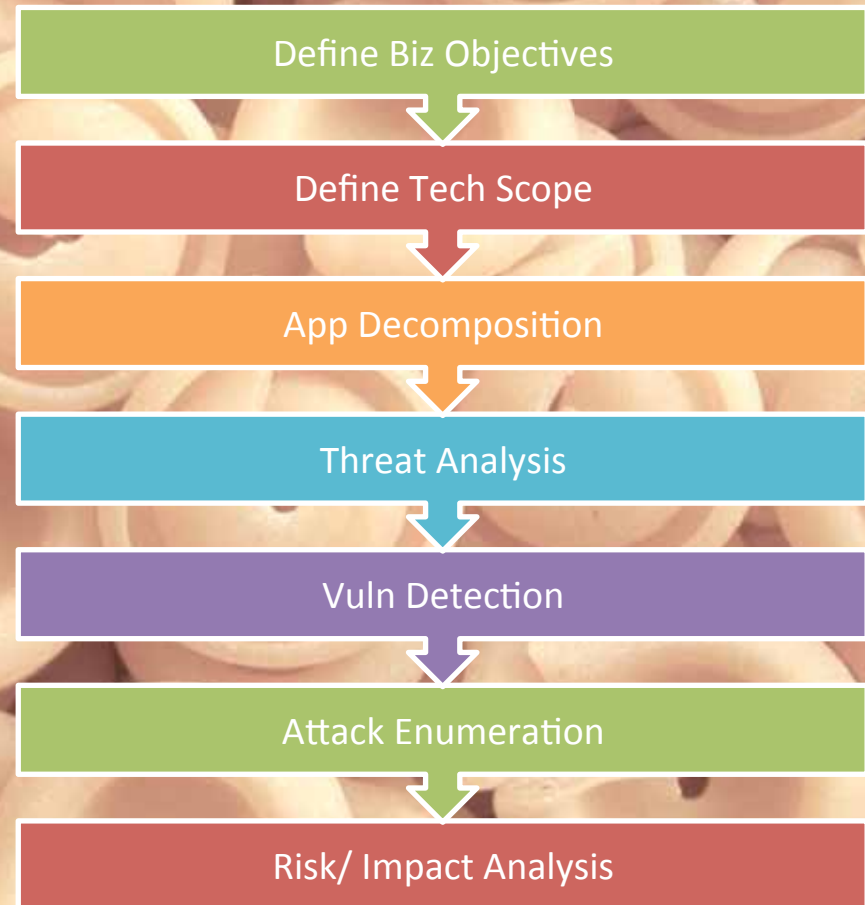 Define Biz Objectives
Define Tech Scope
App Decomposition
Threat Analysis
Vuln Detection
Attack Enumeration
Risk/ Impact Analysis